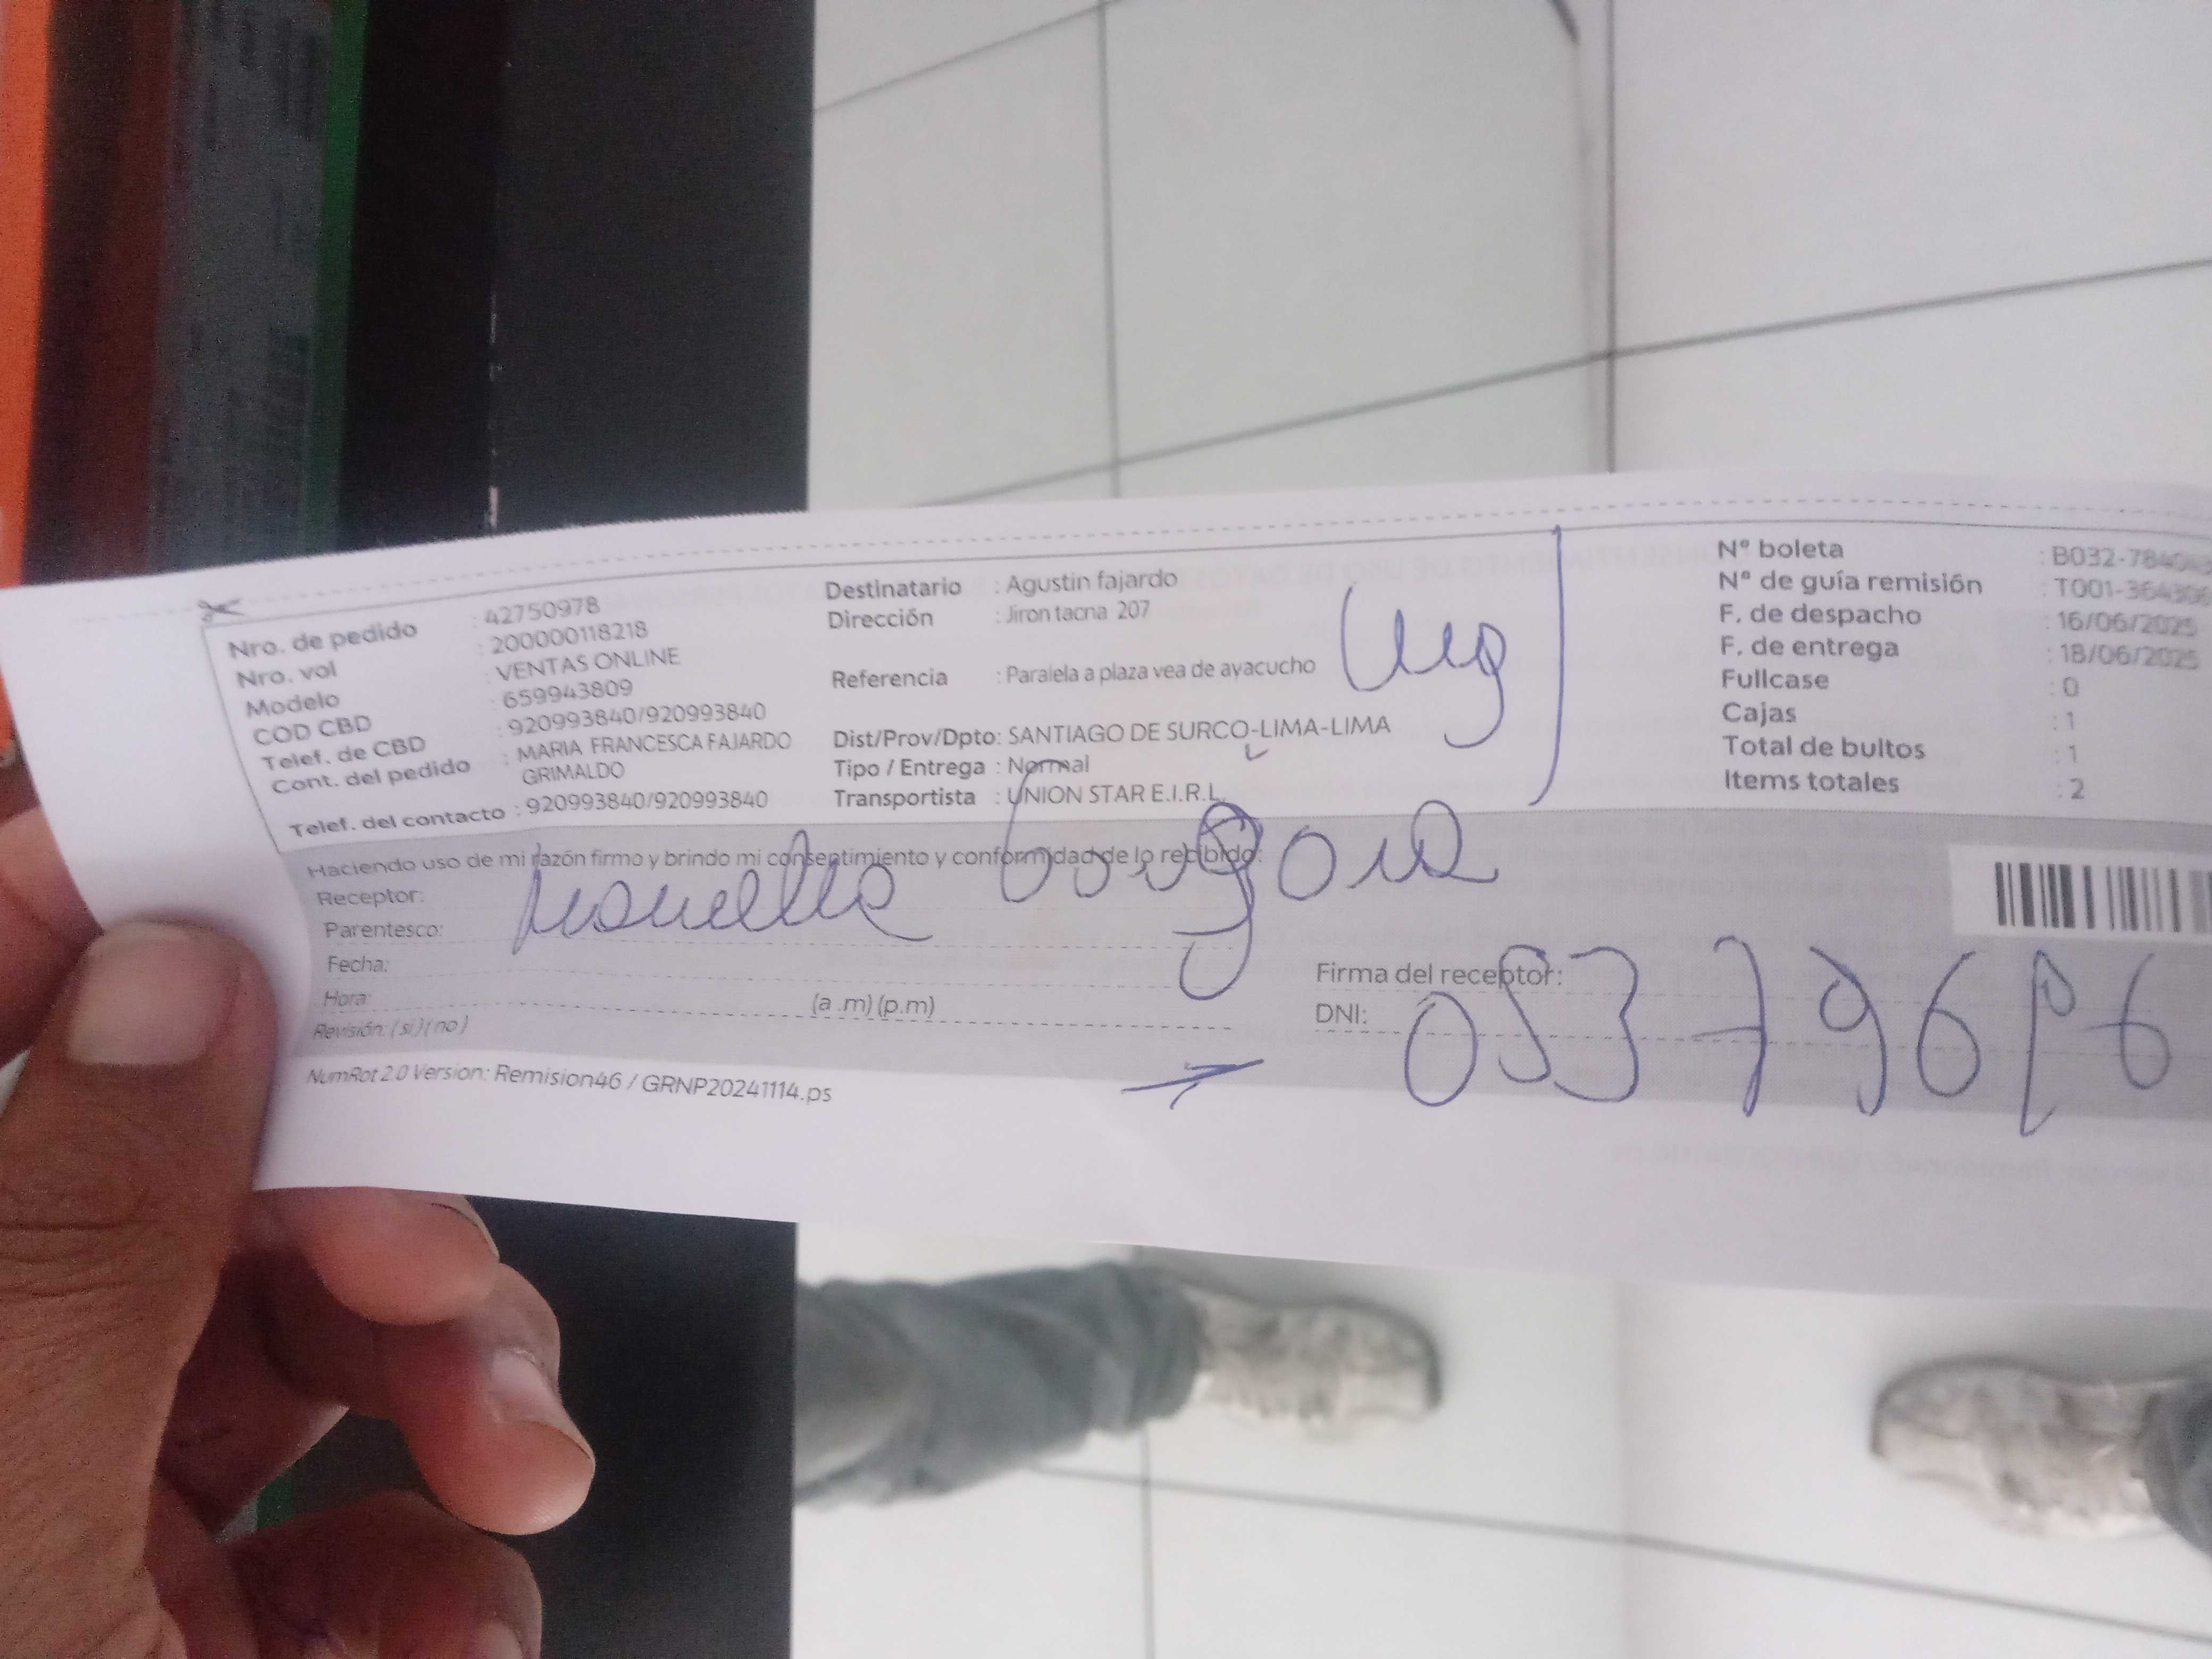 Nro. de pedido : 42750978
Nro. vol : 200000118218
Modelo : VENTAS ONLINE
COD CBD : 659943809
Telef. de CBD : 920993840/920993840
Cont. del pedido : MARIA FRANCESCA FAJARDO
GRIMALDO
Telef. del contacto : 920993840/920993840
Destinatario : Agustin fajardo
Dirección : Jiron tacna 207
Referencia : Paralela a plaza vea de ayacucho
Dist/Prov/Dpto: SANTIAGO DE SURCO-LIMA-LIMA
Tipo / Entrega : Normal
Transportista : UNION STAR E.I.R.L.
Nº boleta : B032-784
Nº de guía remisión : T001-36430
F. de despacho : 16/06/2025
F. de entrega : 18/06/2025
Fullcase : 0
Cajas : 1
Total de bultos : 1
Items totales : 2
Haciendo uso de mi razón firmo y brindo mi consentimiento y conformidad de lo recibido:
Receptor:
Parentesco:
Fecha:
Hora: (a .m) (p.m)
Revisión: ( si ) ( no )
Firma del receptor:
DNI:
NumRot 2.0 Version: Remision46 / GRNP20241114.ps